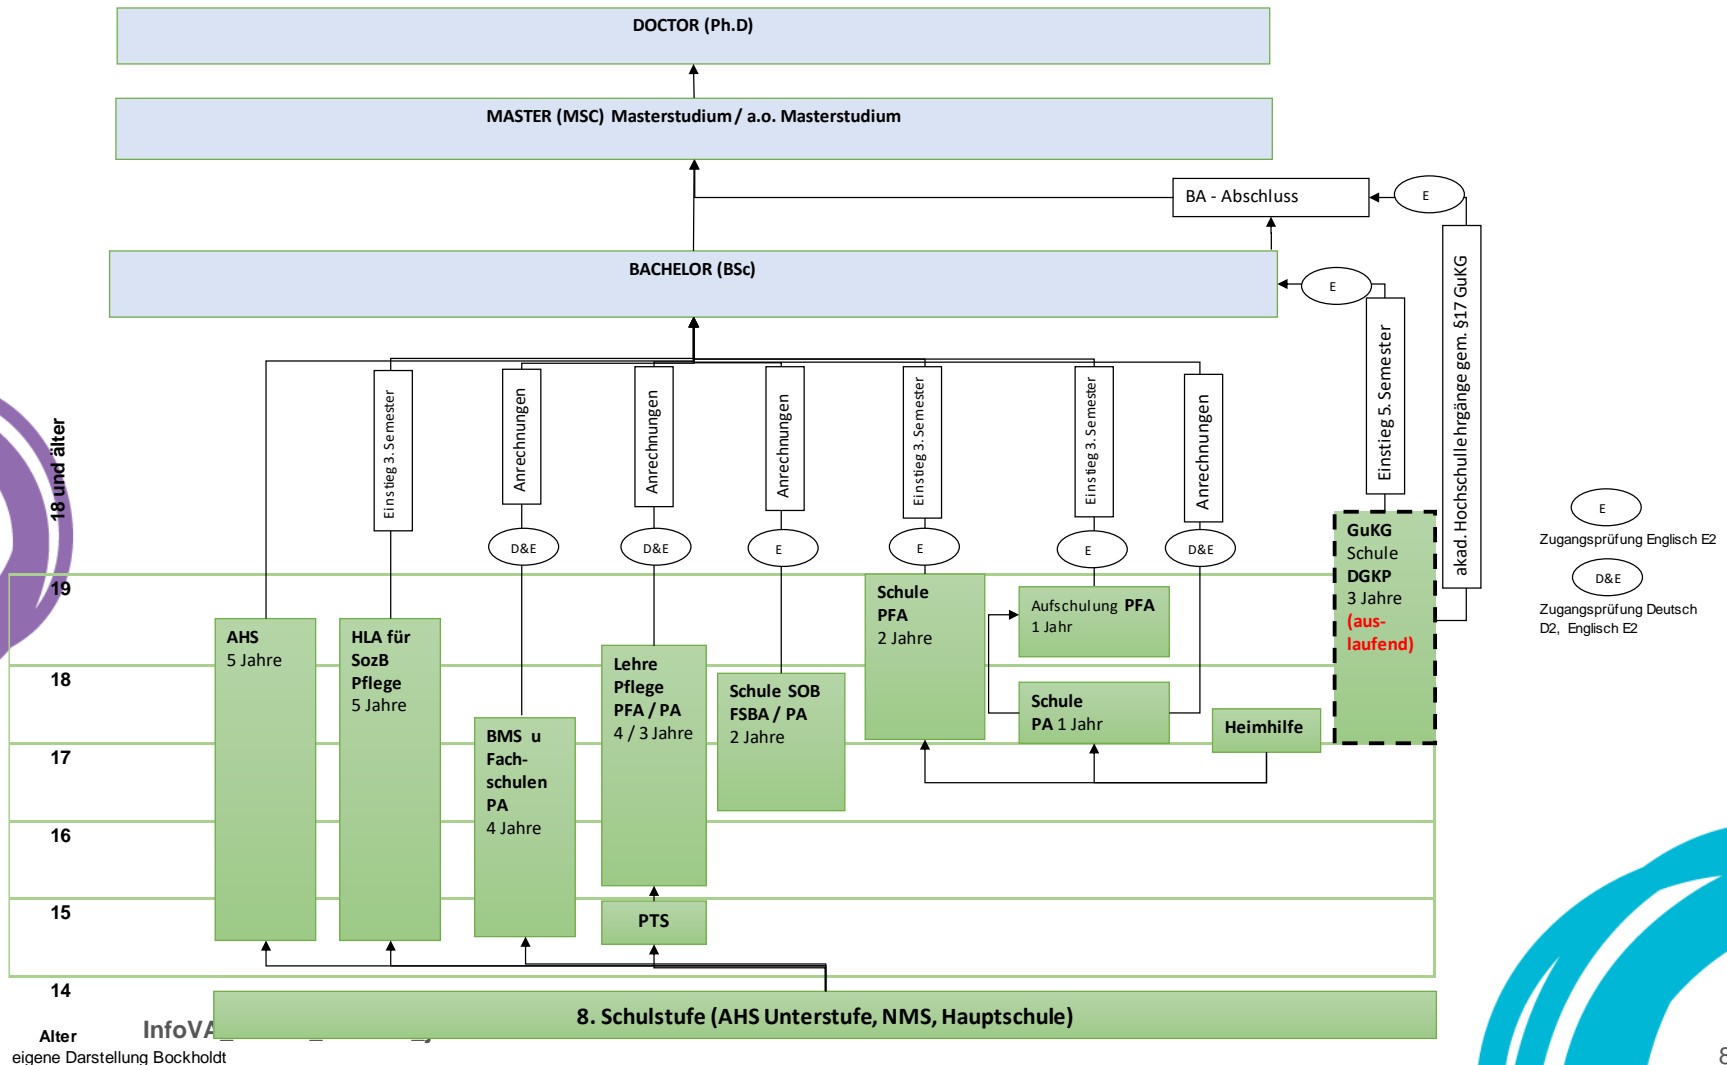 DOCTOR (Ph.D)
MASTER (MSC) Masterstudium / a.o. Masterstudium
BA - Abschluss
E
BACHELOR (BSc)
E
akad. Hochschullehrgänge gem. §17 GuKG
Einstieg 5. Semester
Einstieg 3. Semester
Anrechnungen
Anrechnungen
Anrechnungen
Einstieg 3. Semester
Einstieg 3. Semester
Anrechnungen
18 und älter
D&E
D&E
E
E
E
D&E
E
Zugangsprüfung Englisch E2
D&E
Zugangsprüfung Deutsch
D2, Englisch E2
19
18
17
16
15
14
Alter
AHS
5 Jahre
HLA für
SozB
Pflege
5 Jahre
BMS u
Fach-
schulen
PA
4 Jahre
Lehre
Pflege
PFA / PA
4 / 3 Jahre
PTS
Schule SOB
FSBA / PA
2 Jahre
Schule
PFA
2 Jahre
Aufschulung PFA
1 Jahr
Schule
PA 1 Jahr
Heimhilfe
GuKG
Schule
DGKP
3 Jahre
(aus-
laufend)
8. Schulstufe (AHS Unterstufe, NMS, Hauptschule)
eigene Darstellung Bockholdt
8